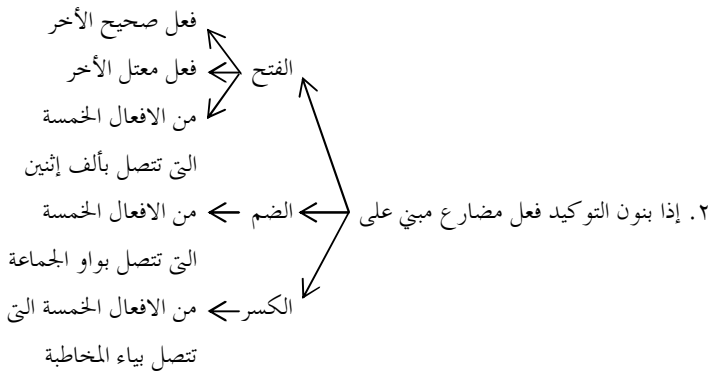 فعل صحيح الأخر
الفتح
فعل معتل الأخر
من الافعال الخمسة
التى تتصل بألف إثنين
٢. إذا بنون التوكيد فعل مضارع مبني على
الضم
من الافعال الخمسة
التى تتصل بواو الجماعة
الكسر
من الافعال الخمسة التى
تتصل بياء المخاطبة